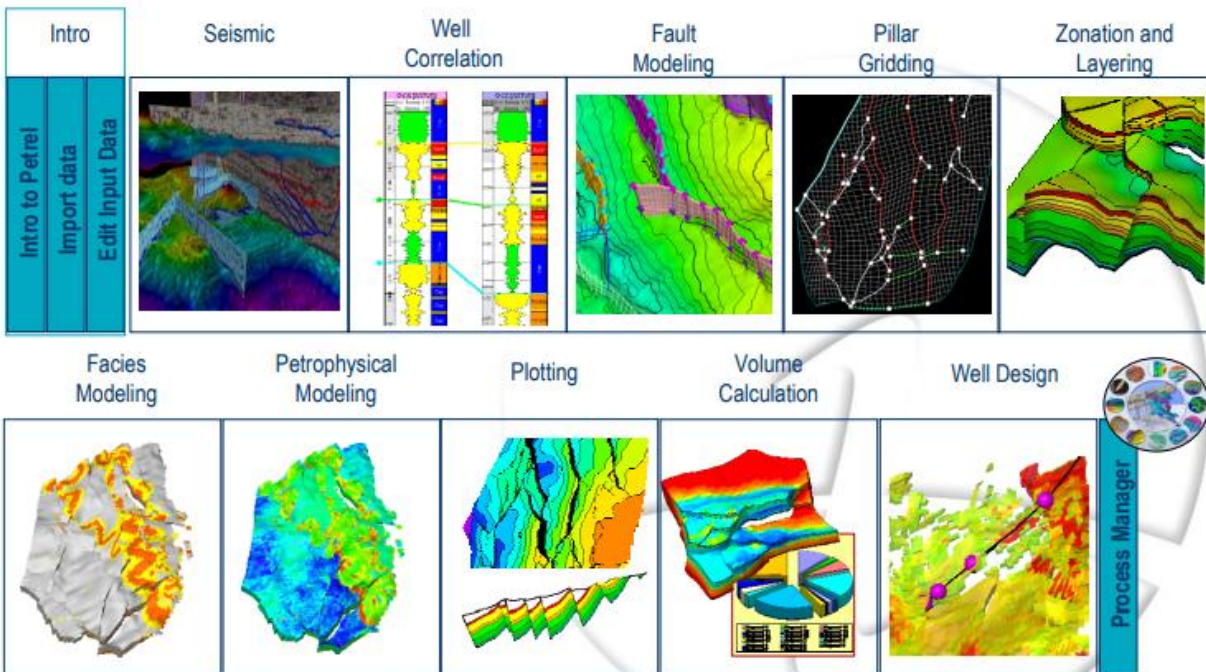 Intro
Seismic
Well
Correlation
Fault
Modeling
Pillar
Gridding
Zonation and
Layering
Intro to Petrel
Import data
Edit Input Data
Facies
Modeling
Petrophysical
Modeling
Plotting
Volume
Calculation
Well Design
Process Manager